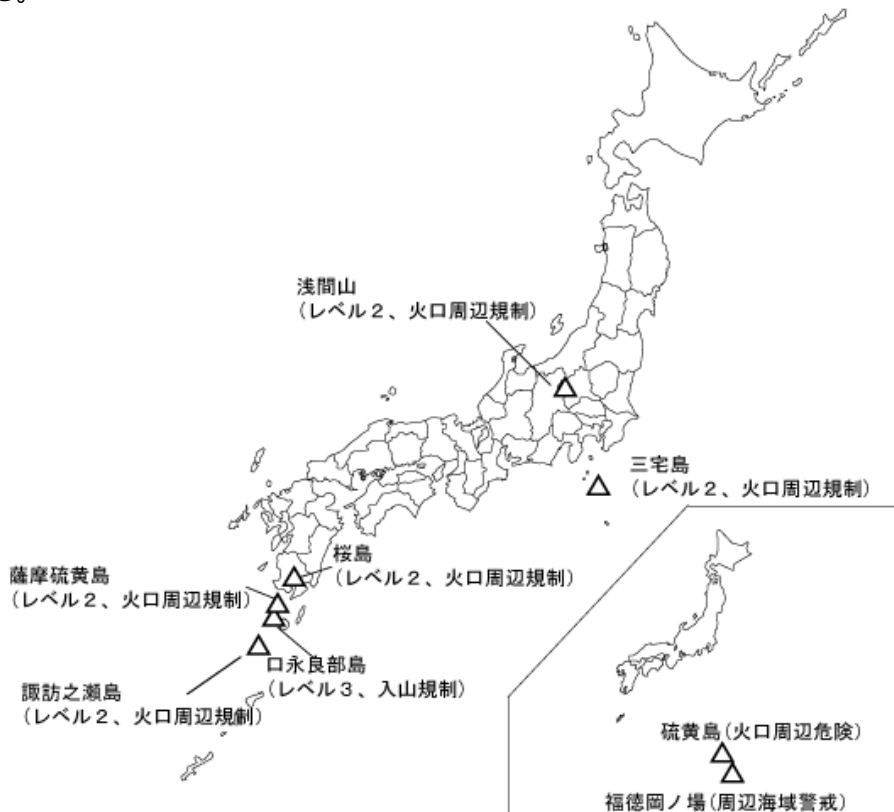 る。
浅間山
(レベル２、火口周辺規制)
三宅島
(レベル２、火口周辺規制)
桜島
(レベル２、火口周辺規制)
薩摩硫黄島
(レベル２、火口周辺規制)
口永良部島
(レベル３、入山規制)
諏訪之瀬島
(レベル２、火口周辺規制)
硫黄島(火口周辺危険)
福徳岡ノ場(周辺海域警戒)